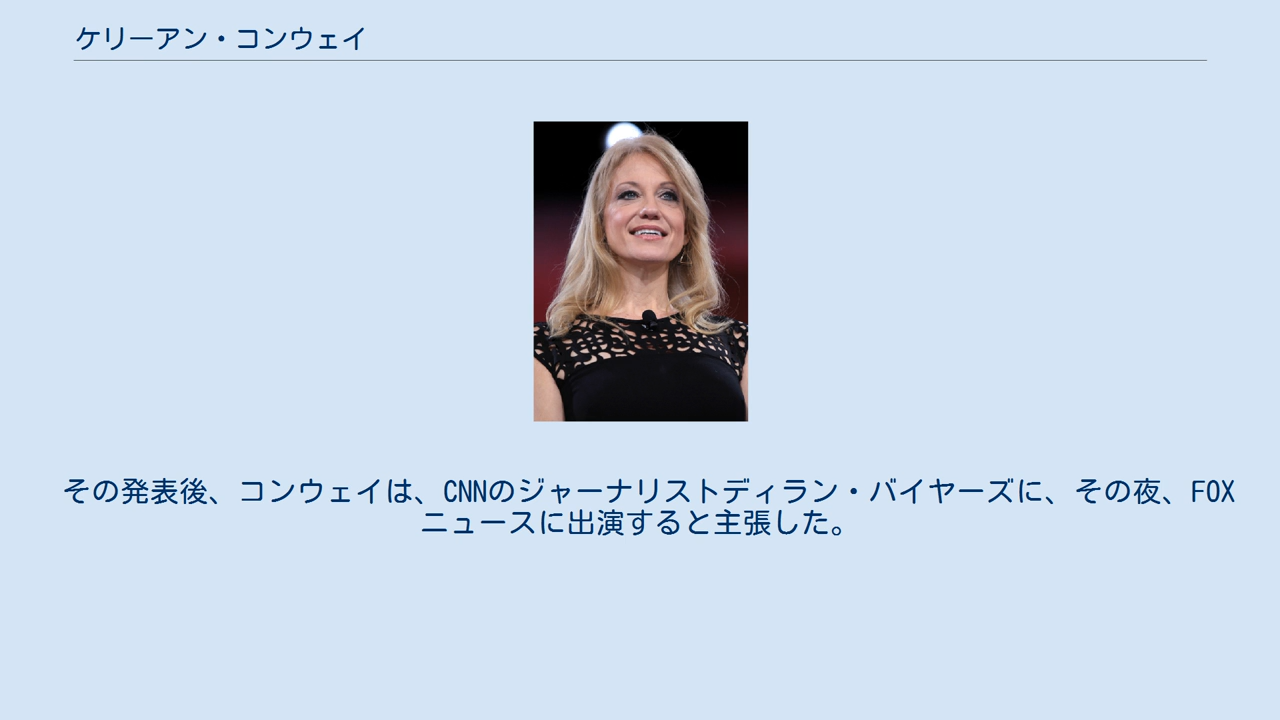 ケリーアン・コンウェイ
その発表後、コンウェイは、CNNのジャーナリストディラン・バイヤーズに、その夜、FOX
ニュースに出演すると主張した。